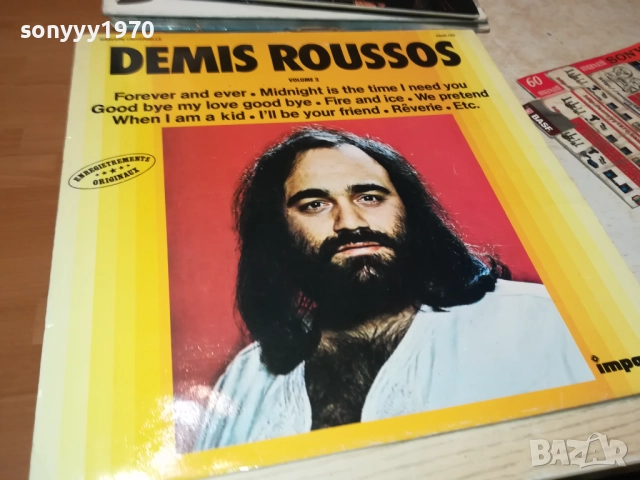 sonyyy1970
DEMIS ROUSSOS
VOLUME 2
Forever and ever • Midnight is the time I need you
Good bye my love good bye • Fire and ice • We pretend
When I am a kid • I'll be your friend • Rêverie • Etc.
ENREGISTREMENTS
ORIGINAUX
impa
60
SON
BASF
BAZAR